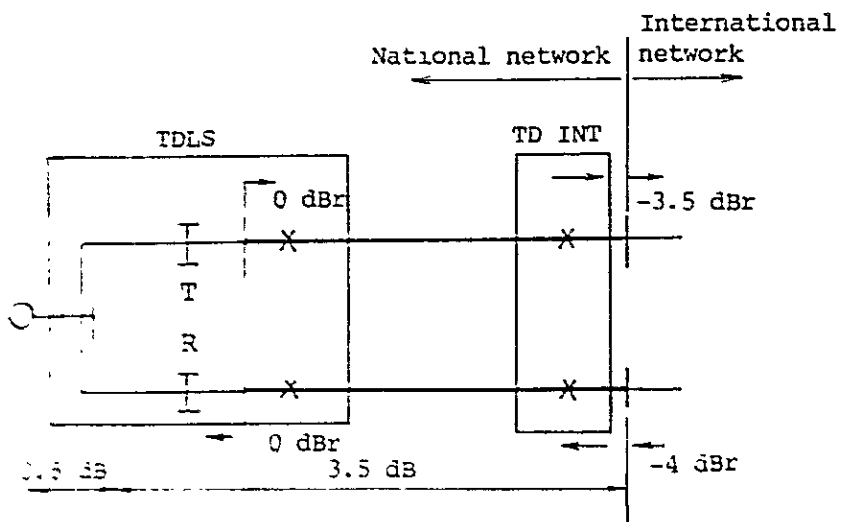 International
National network
network
TDLS
TD INT
0 dBr
-3.5 dBr
T
R
0 dBr
-4 dBr
dB
3.5 dB